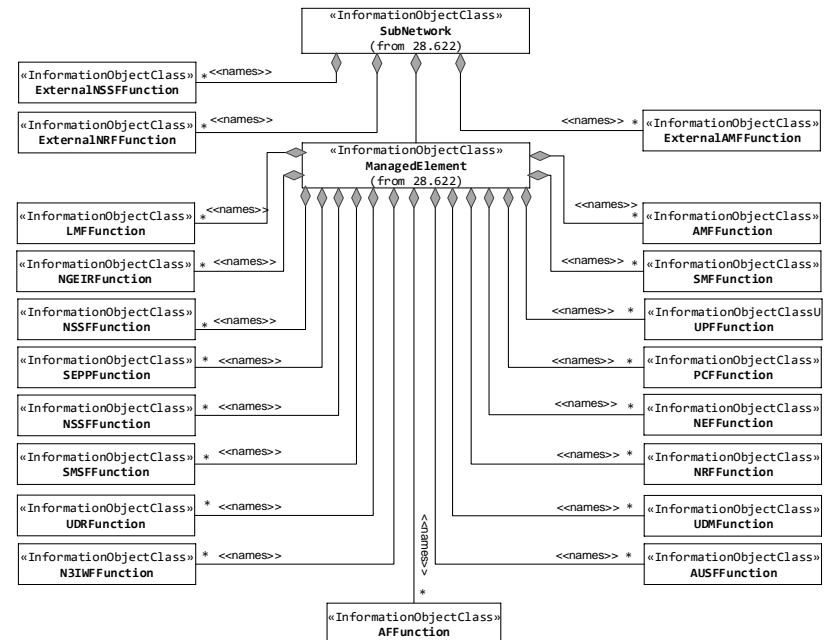 «InformationObjectClass»
SubNetwork
(from 28.622)
«InformationObjectClass»
ExternalNSSFFunction
* <<names>>
«InformationObjectClass»
ExternalNRFFunction
* <<names>>
<<names>> *
«InformationObjectClass»
ExternalAMFFunction
«InformationObjectClass»
ManagedElement
(from 28.622)
«InformationObjectClass»
LMFFunction
* <<names>>
<<names>>
*
«InformationObjectClass»
AMFFunction
«InformationObjectClass»
NGEIRFunction
* <<names>>
<<names>> *
«InformationObjectClass»
SMFFunction
«InformationObjectClass»
NSSFFunction
* <<names>>
<<names>> *
«InformationObjectClassU
UPFFunction
«InformationObjectClass»
SEPPFunction
* <<names>>
<<names>> *
«InformationObjectClass»
PCFFunction
«InformationObjectClass»
NSSFFunction
* <<names>>
<<names>> *
«InformationObjectClass»
NEFFunction
«InformationObjectClass»
SMSFFunction
* <<names>>
<<names>> *
«InformationObjectClass»
NRFFunction
«InformationObjectClass»
UDRFunction
* <<names>>
<<names>> *
«InformationObjectClass»
UDMFunction
«InformationObjectClass»
N3IWFFunction
* <<names>>
<<names>> *
«InformationObjectClass»
AUSFFunction
<<names>>
*
«InformationObjectClass»
AFFunction